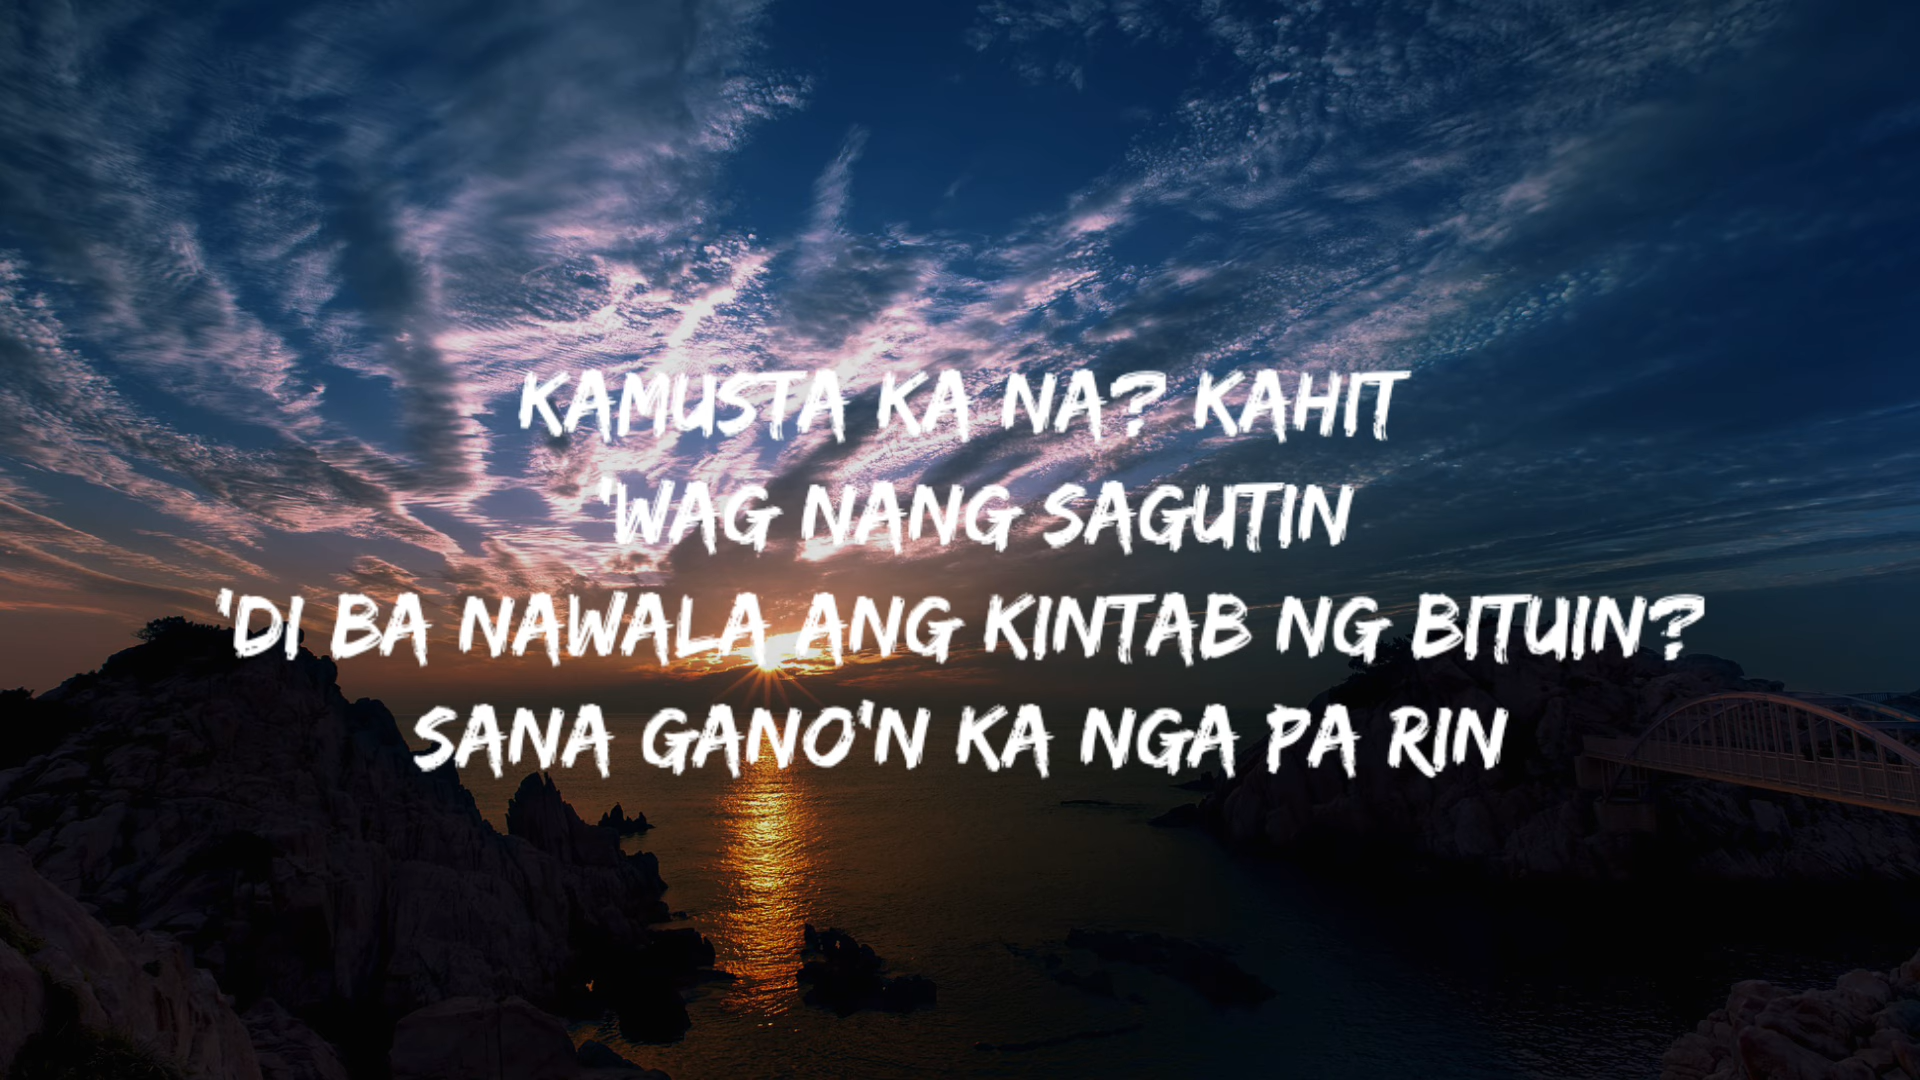 KAMUSTA KA NA? KAHIT
'WAG NANG SAGUTIN
'DI BA NAWALA ANG KINTAB NG BITUIN?
SANA GANO'N KA NGA PA RIN